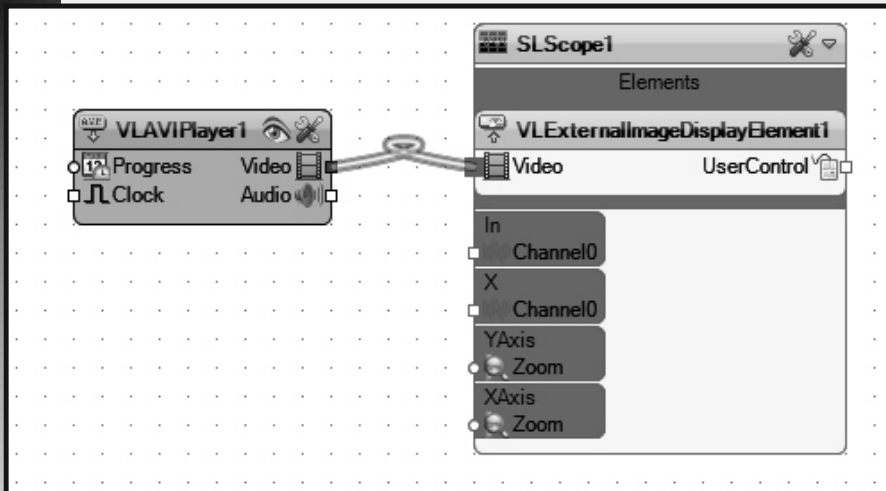 SLScope1
Elements
VLAVIPlayer1
Progress Video
Clock Audio
VLExternalImageDisplayElement1
Video UserControl
In
Channel0
X
Channel0
YAxis
Zoom
XAxis
Zoom